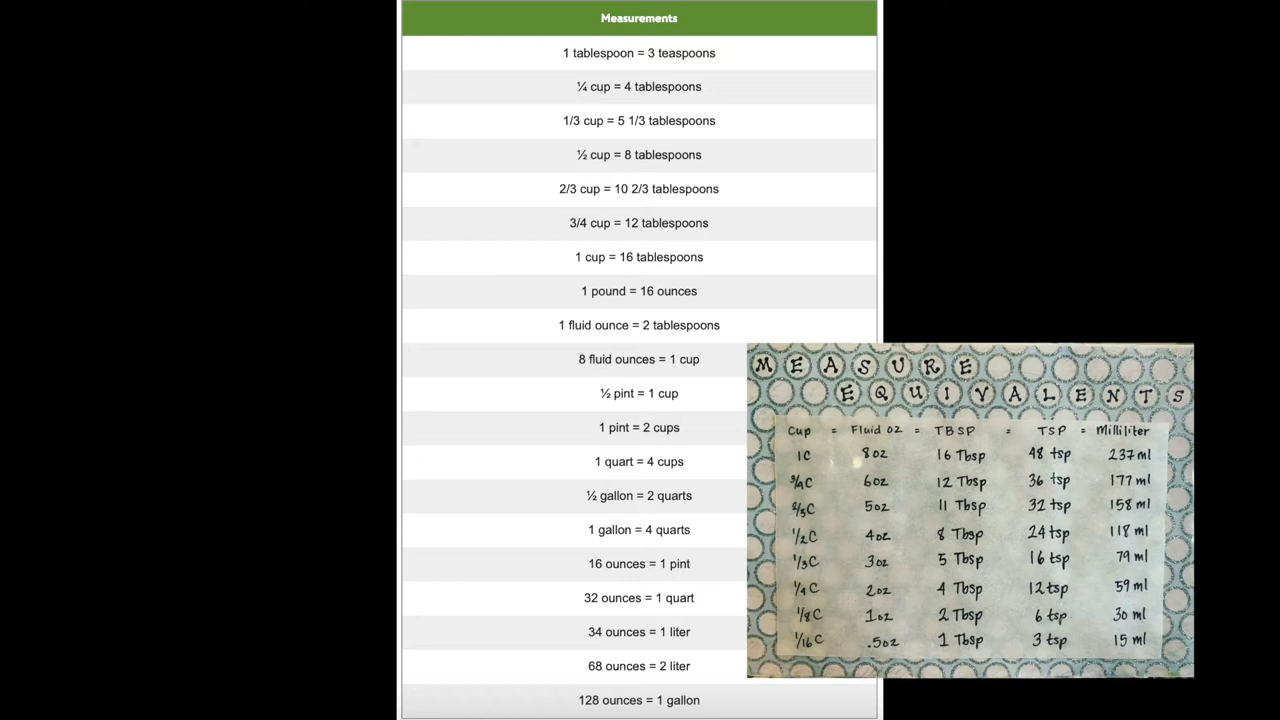 Measurements
1 tablespoon = 3 teaspoons
¼ cup = 4 tablespoons
1/3 cup = 5 1/3 tablespoons
½ cup = 8 tablespoons
2/3 cup = 10 2/3 tablespoons
3/4 cup = 12 tablespoons
1 cup = 16 tablespoons
1 pound = 16 ounces
1 fluid ounce = 2 tablespoons
8 fluid ounces = 1 cup
½ pint = 1 cup
1 pint = 2 cups
1 quart = 4 cups
½ gallon = 2 quarts
1 gallon = 4 quarts
16 ounces = 1 pint
32 ounces = 1 quart
34 ounces = 1 liter
68 ounces = 2 liter
128 ounces = 1 gallon
MEASURE
EQUIVALENTS
Cup = Fluid oz = TBSP = TSP = Milliliter
1C 8oz 16 Tbsp 48 tsp 237 ml
3/4C 6oz 12 Tbsp 36 tsp 177 ml
2/3C 5oz 11 Tbsp 32 tsp 158 ml
1/2C 4oz 8 Tbsp 24 tsp 118 ml
1/3C 3oz 5 Tbsp 16 tsp 79 ml
1/4C 2oz 4 Tbsp 12 tsp 59 ml
1/8C 1oz 2 Tbsp 6 tsp 30 ml
1/16C .5oz 1 Tbsp 3 tsp 15 ml